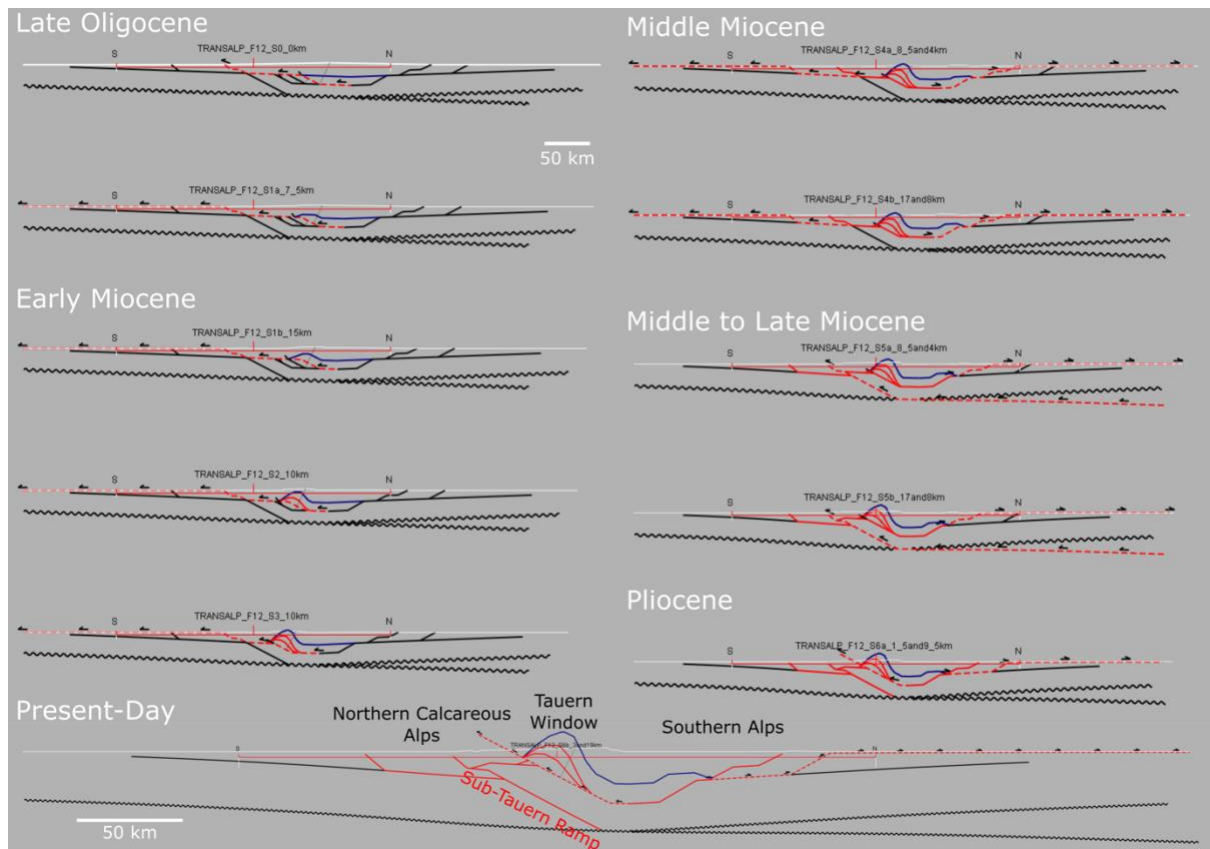 Late Oligocene
S
N
TRANSALP_F12_S0_0km
50 km
S
N
TRANSALP_F12_S1a_7_5km
Early Miocene
S
N
TRANSALP_F12_S1b_15km
S
N
TRANSALP_F12_S2_10km
S
N
TRANSALP_F12_S3_10km
Middle Miocene
S
N
TRANSALP_F12_S4a_8_5and4km
S
N
TRANSALP_F12_S4b_17and8km
Middle to Late Miocene
S
N
TRANSALP_F12_S5a_8_5and4km
S
N
TRANSALP_F12_S5b_17and8km
Pliocene
S
N
TRANSALP_F12_S6a_1_5and9_5km
Present-Day
Northern Calcareous
Alps
Tauern
Window
Southern Alps
S
N
Sub-Tauern Ramp
50 km